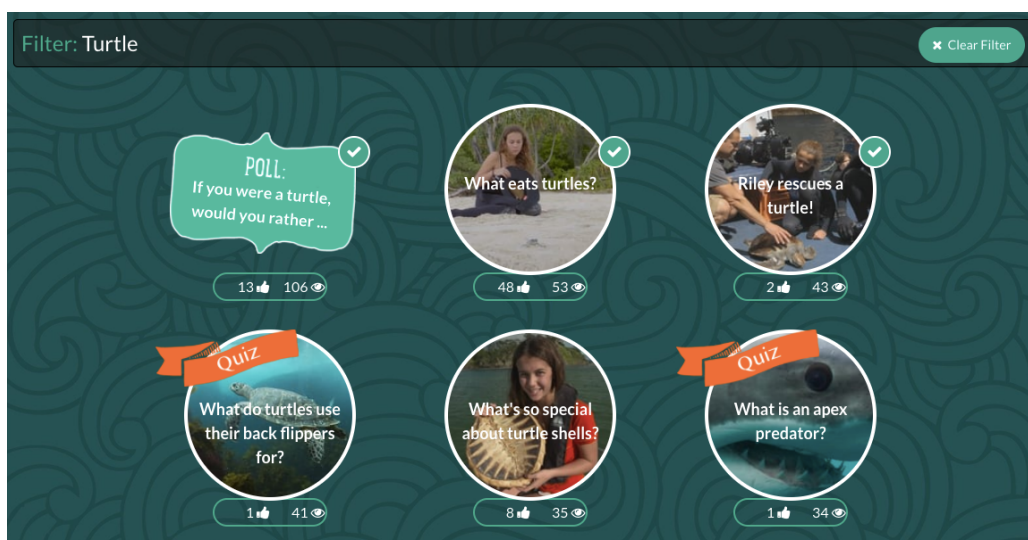 Filter: Turtle
Clear Filter
POLL:
If you were a turtle,
would you rather ...
13 106
What eats turtles?
48 53
Riley rescues a
turtle!
2 43
Quiz
What do turtles use
their back flippers
for?
1 41
What's so special
about turtle shells?
8 35
Quiz
What is an apex
predator?
1 34